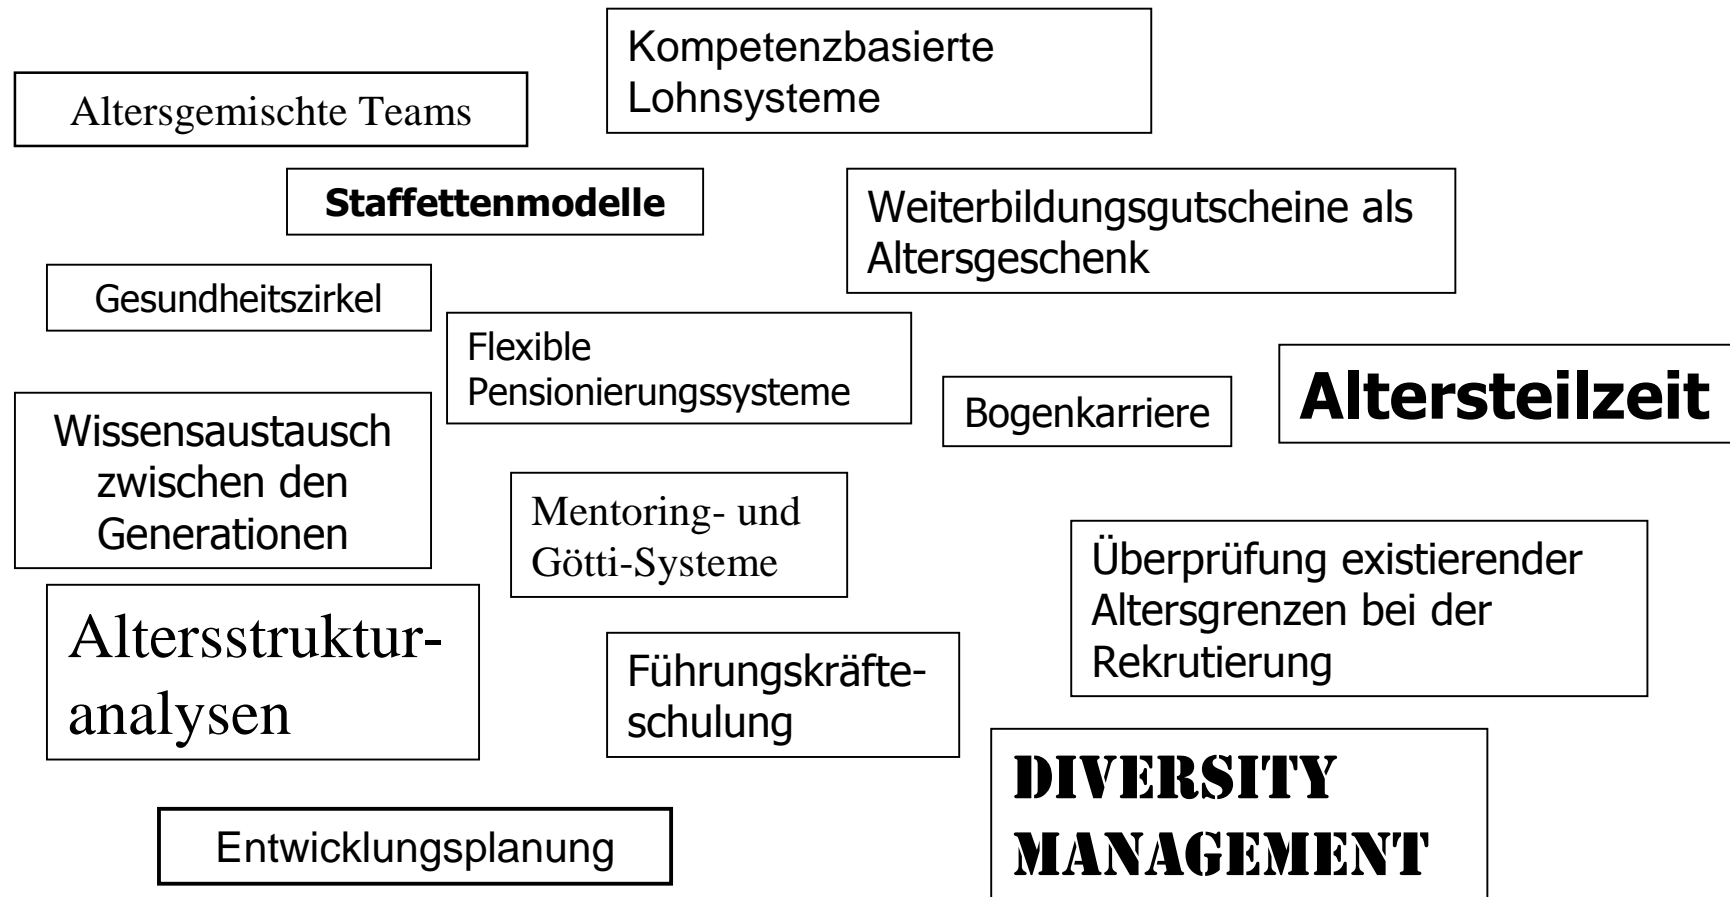 Kompetenzbasierte
Lohnsysteme
Altersgemischte Teams
Staffettenmodelle
Weiterbildungsgutscheine als
Altersgeschenk
Gesundheitszirkel
Flexible
Pensionierungssysteme
Bogenkarriere
Altersteilzeit
Wissensaustausch
zwischen den
Generationen
Mentoring- und
Götti-Systeme
Überprüfung existierender
Altersgrenzen bei der
Rekrutierung
Altersstruktur-
analysen
Führungskräfte-
schulung
DIVERSITY
MANAGEMENT
Entwicklungsplanung